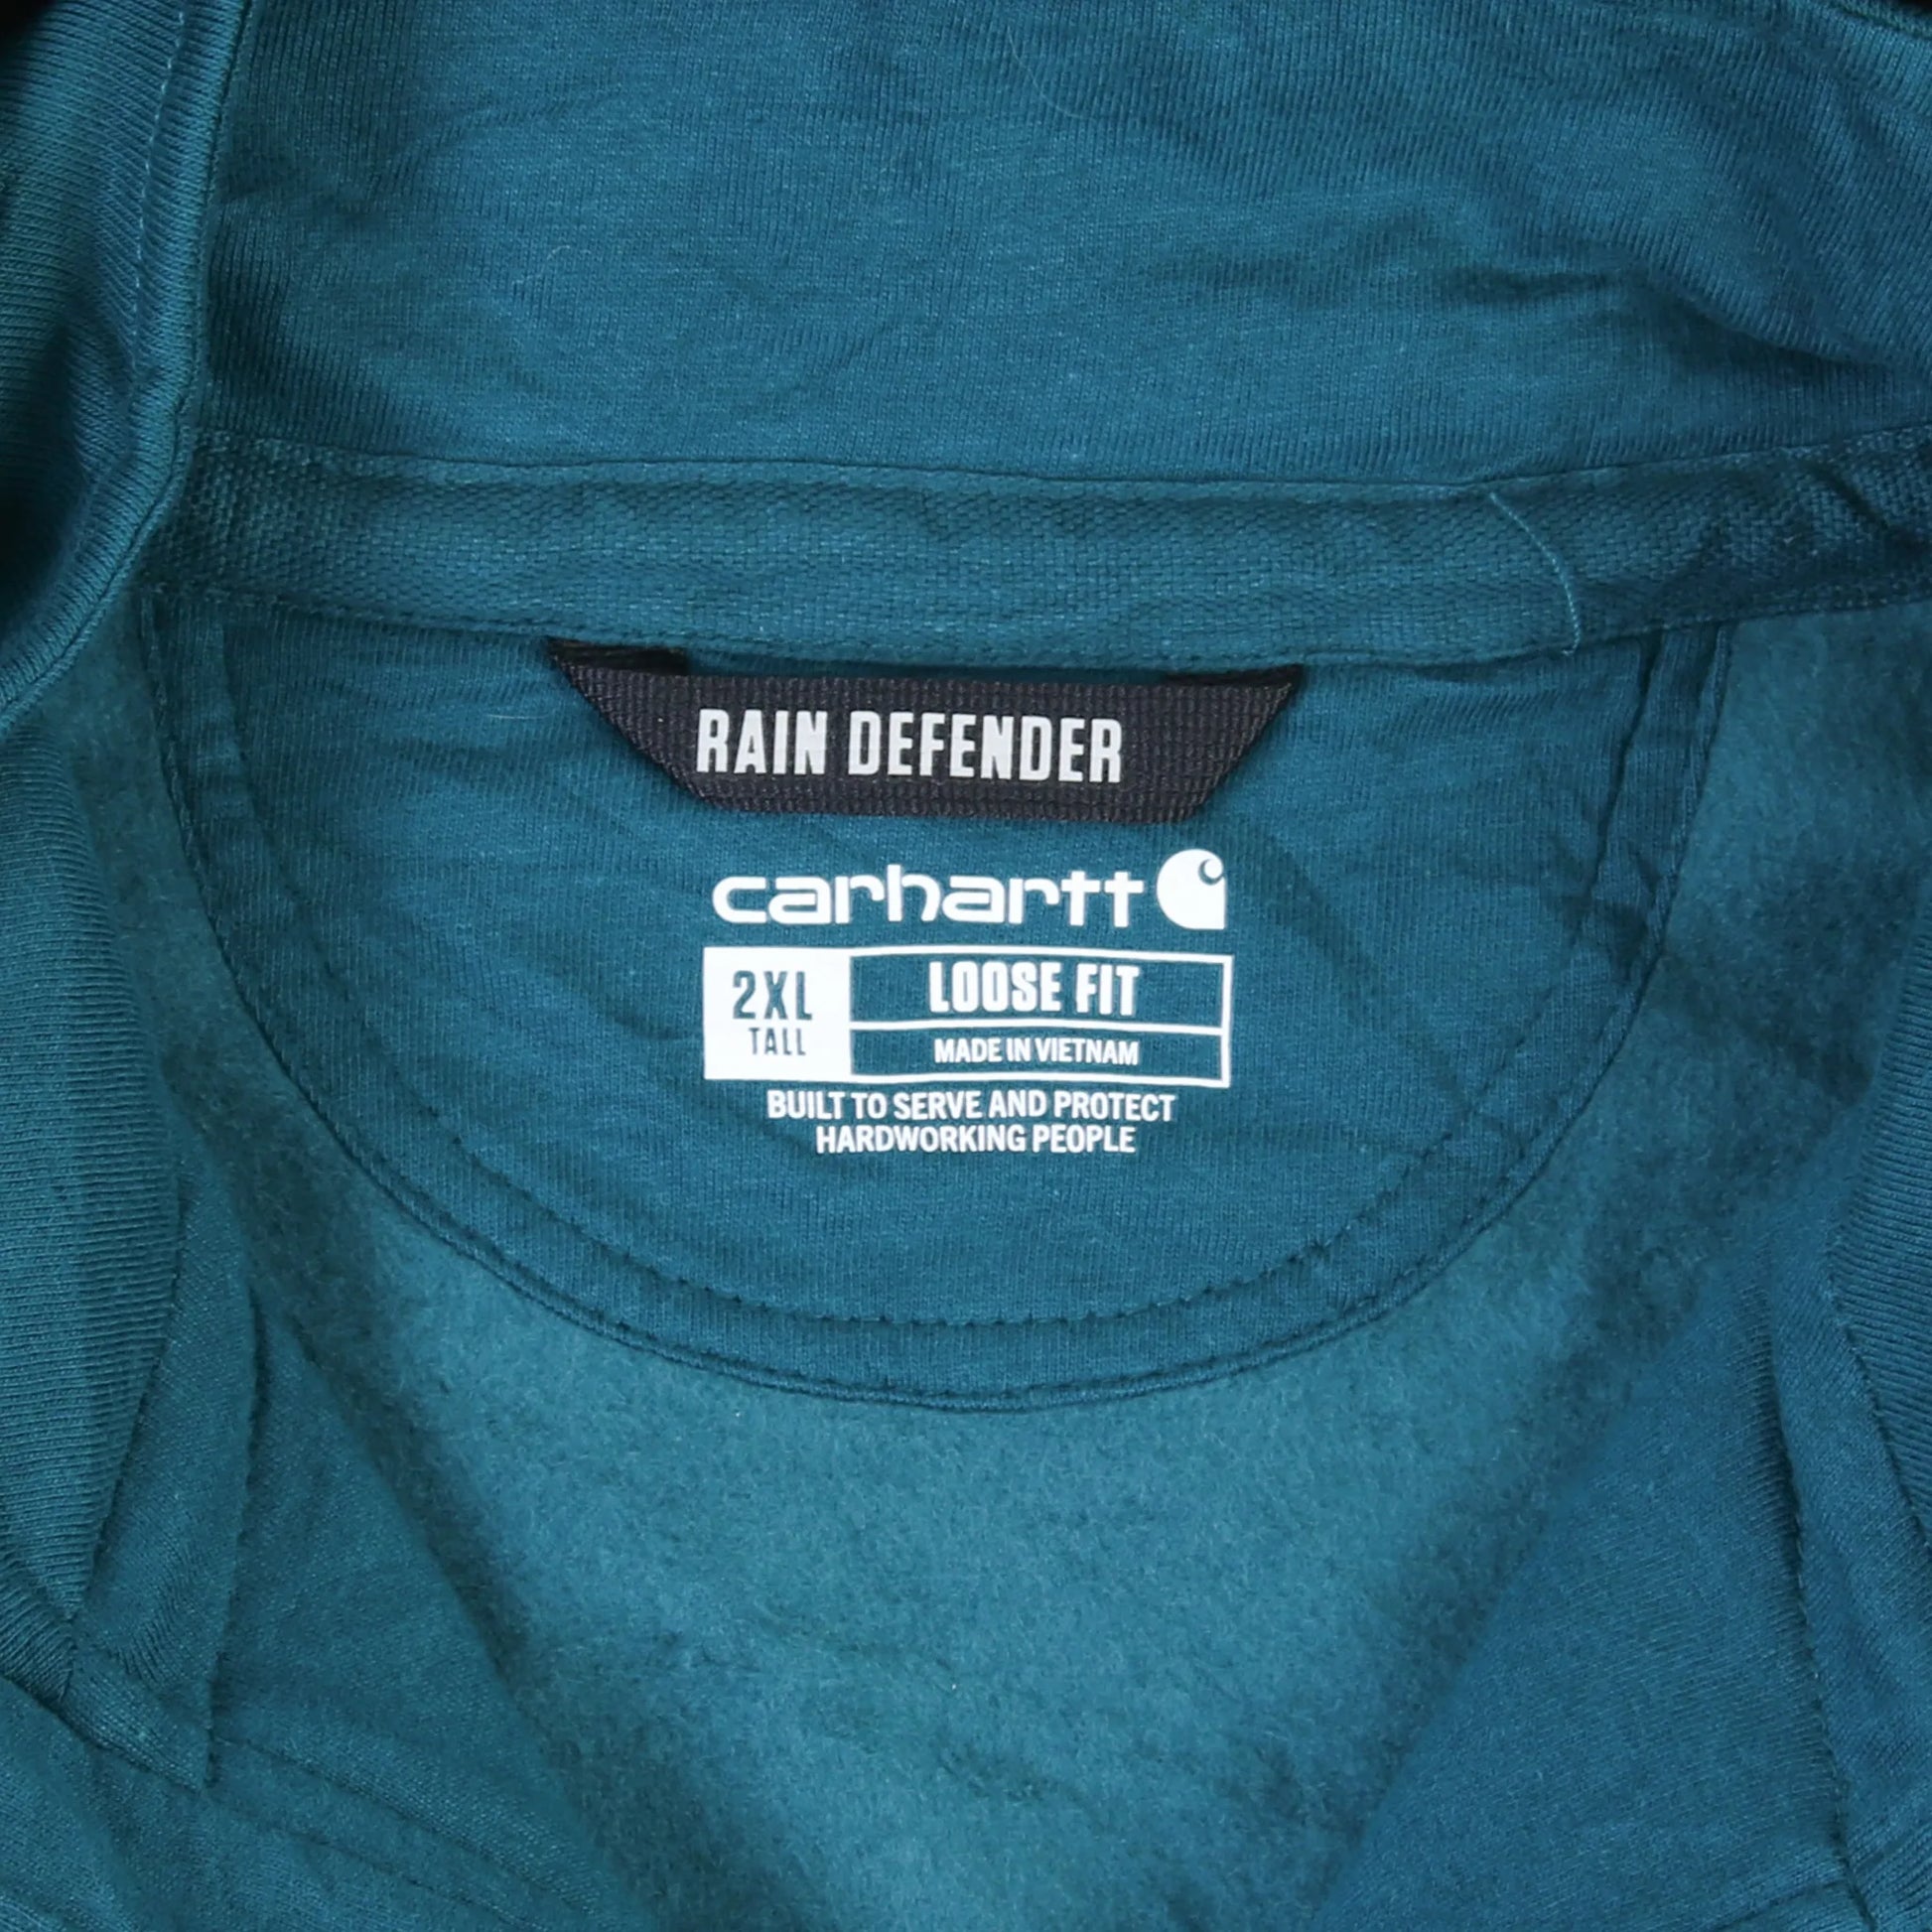 RAIN DEFENDER
carhartt
2XL
TALL
LOOSE FIT
MADE IN VIETNAM
BUILT TO SERVE AND PROTECT
HARDWORKING PEOPLE